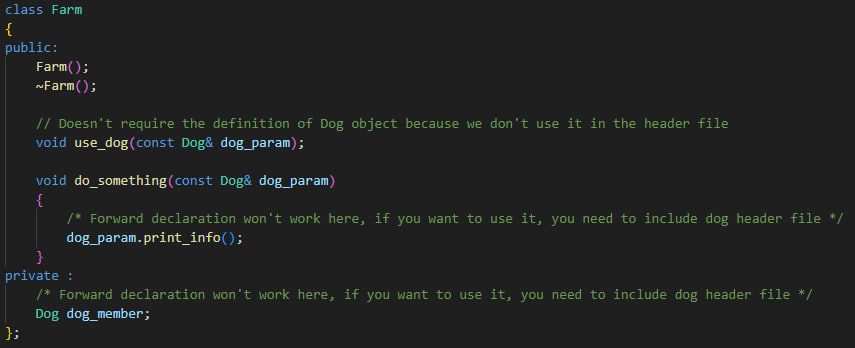 class Farm
{
public:
    Farm();
    ~Farm();

    // Doesn't require the definition of Dog object because we don't use it in the header file
    void use_dog(const Dog& dog_param);

    void do_something(const Dog& dog_param)
    {
        /* Forward declaration won't work here, if you want to use it, you need to include dog header file */
        dog_param.print_info();
    }
private :
    /* Forward declaration won't work here, if you want to use it, you need to include dog header file */
    Dog dog_member;
};